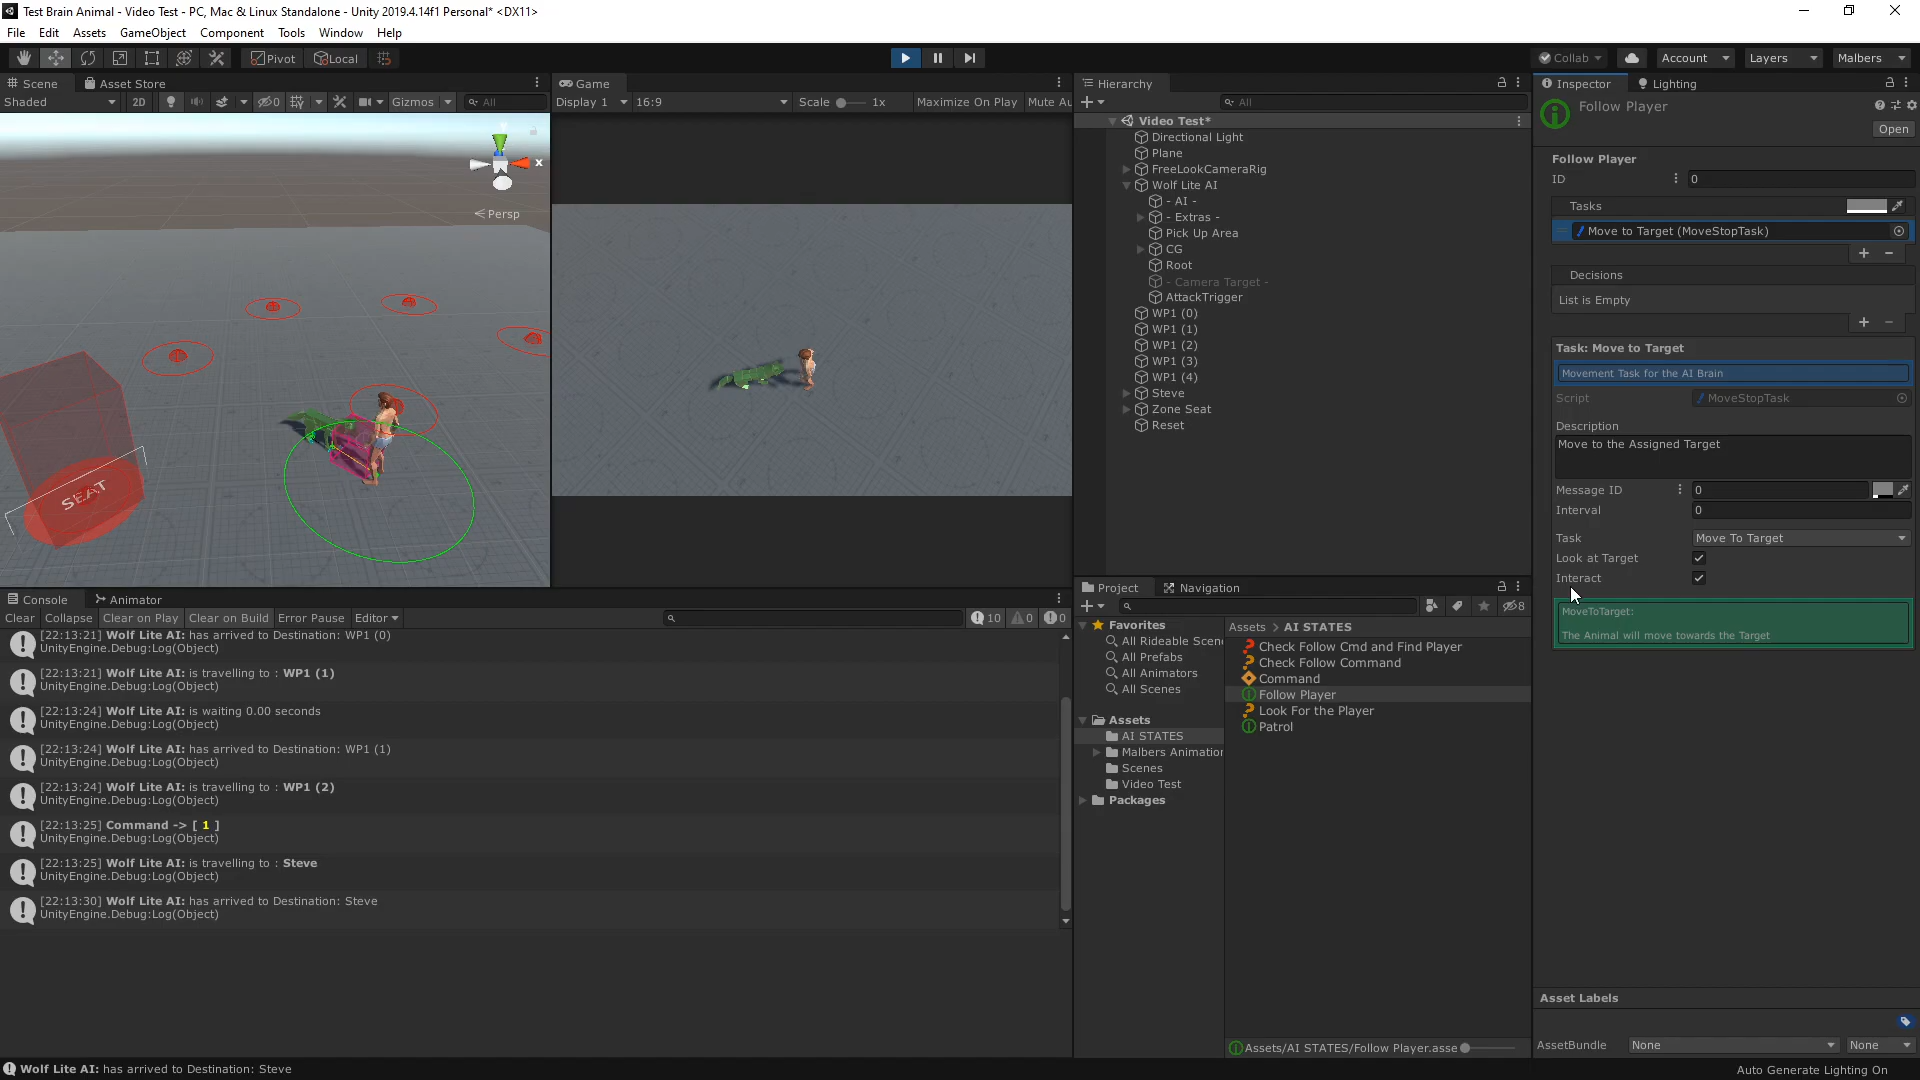 Test Brain Animal - Video Test - PC, Mac & Linux Standalone - Unity 2019.4.14f1 Personal* <DX11>
File Edit Assets GameObject Component Tools Window Help
Pivot Local
Collab Account Layers Malbers
Scene Asset Store
Shaded 2D 0 Gizmos All
Persp
x
SEAT
Game
Display 1 16:9 Scale 1x Maximize On Play Mute Au
Hierarchy
All
Video Test*
Directional Light
Plane
FreeLookCameraRig
Wolf Lite AI
- AI -
- Extras -
Pick Up Area
CG
Root
- Camera Target -
AttackTrigger
WP1 (0)
WP1 (1)
WP1 (2)
WP1 (3)
WP1 (4)
Steve
Zone Seat
Reset
Inspector Lighting
Follow Player
Open
Follow Player
ID 0
Tasks
Move to Target (MoveStopTask)
Decisions
List is Empty
Task: Move to Target
Movement Task for the AI Brain
Script MoveStopTask
Description
Move to the Assigned Target
Message ID 0
Interval 0
Task Move To Target
Look at Target
Interact
MoveToTarget:
The Animal will move towards the Target
Asset Labels
AssetBundle None None
Console Animator
Clear Collapse Clear on Play Clear on Build Error Pause Editor 10 0 0
[22:13:21] Wolf Lite AI: has arrived to Destination: WP1 (0)
UnityEngine.Debug:Log(Object)
[22:13:21] Wolf Lite AI: is travelling to : WP1 (1)
UnityEngine.Debug:Log(Object)
[22:13:24] Wolf Lite AI: is waiting 0.00 seconds
UnityEngine.Debug:Log(Object)
[22:13:24] Wolf Lite AI: has arrived to Destination: WP1 (1)
UnityEngine.Debug:Log(Object)
[22:13:24] Wolf Lite AI: is travelling to : WP1 (2)
UnityEngine.Debug:Log(Object)
[22:13:25] Command -> [ 1 ]
UnityEngine.Debug:Log(Object)
[22:13:25] Wolf Lite AI: is travelling to : Steve
UnityEngine.Debug:Log(Object)
[22:13:30] Wolf Lite AI: has arrived to Destination: Steve
UnityEngine.Debug:Log(Object)
Project Navigation
8
Favorites
All Rideable Scene
All Prefabs
All Animators
All Scenes
Assets
AI STATES
Malbers Animation
Scenes
Video Test
Packages
Assets > AI STATES
Check Follow Cmd and Find Player
Check Follow Command
Command
Follow Player
Look For the Player
Patrol
Assets/AI STATES/Follow Player.asse
Wolf Lite AI: has arrived to Destination: Steve
Auto Generate Lighting On